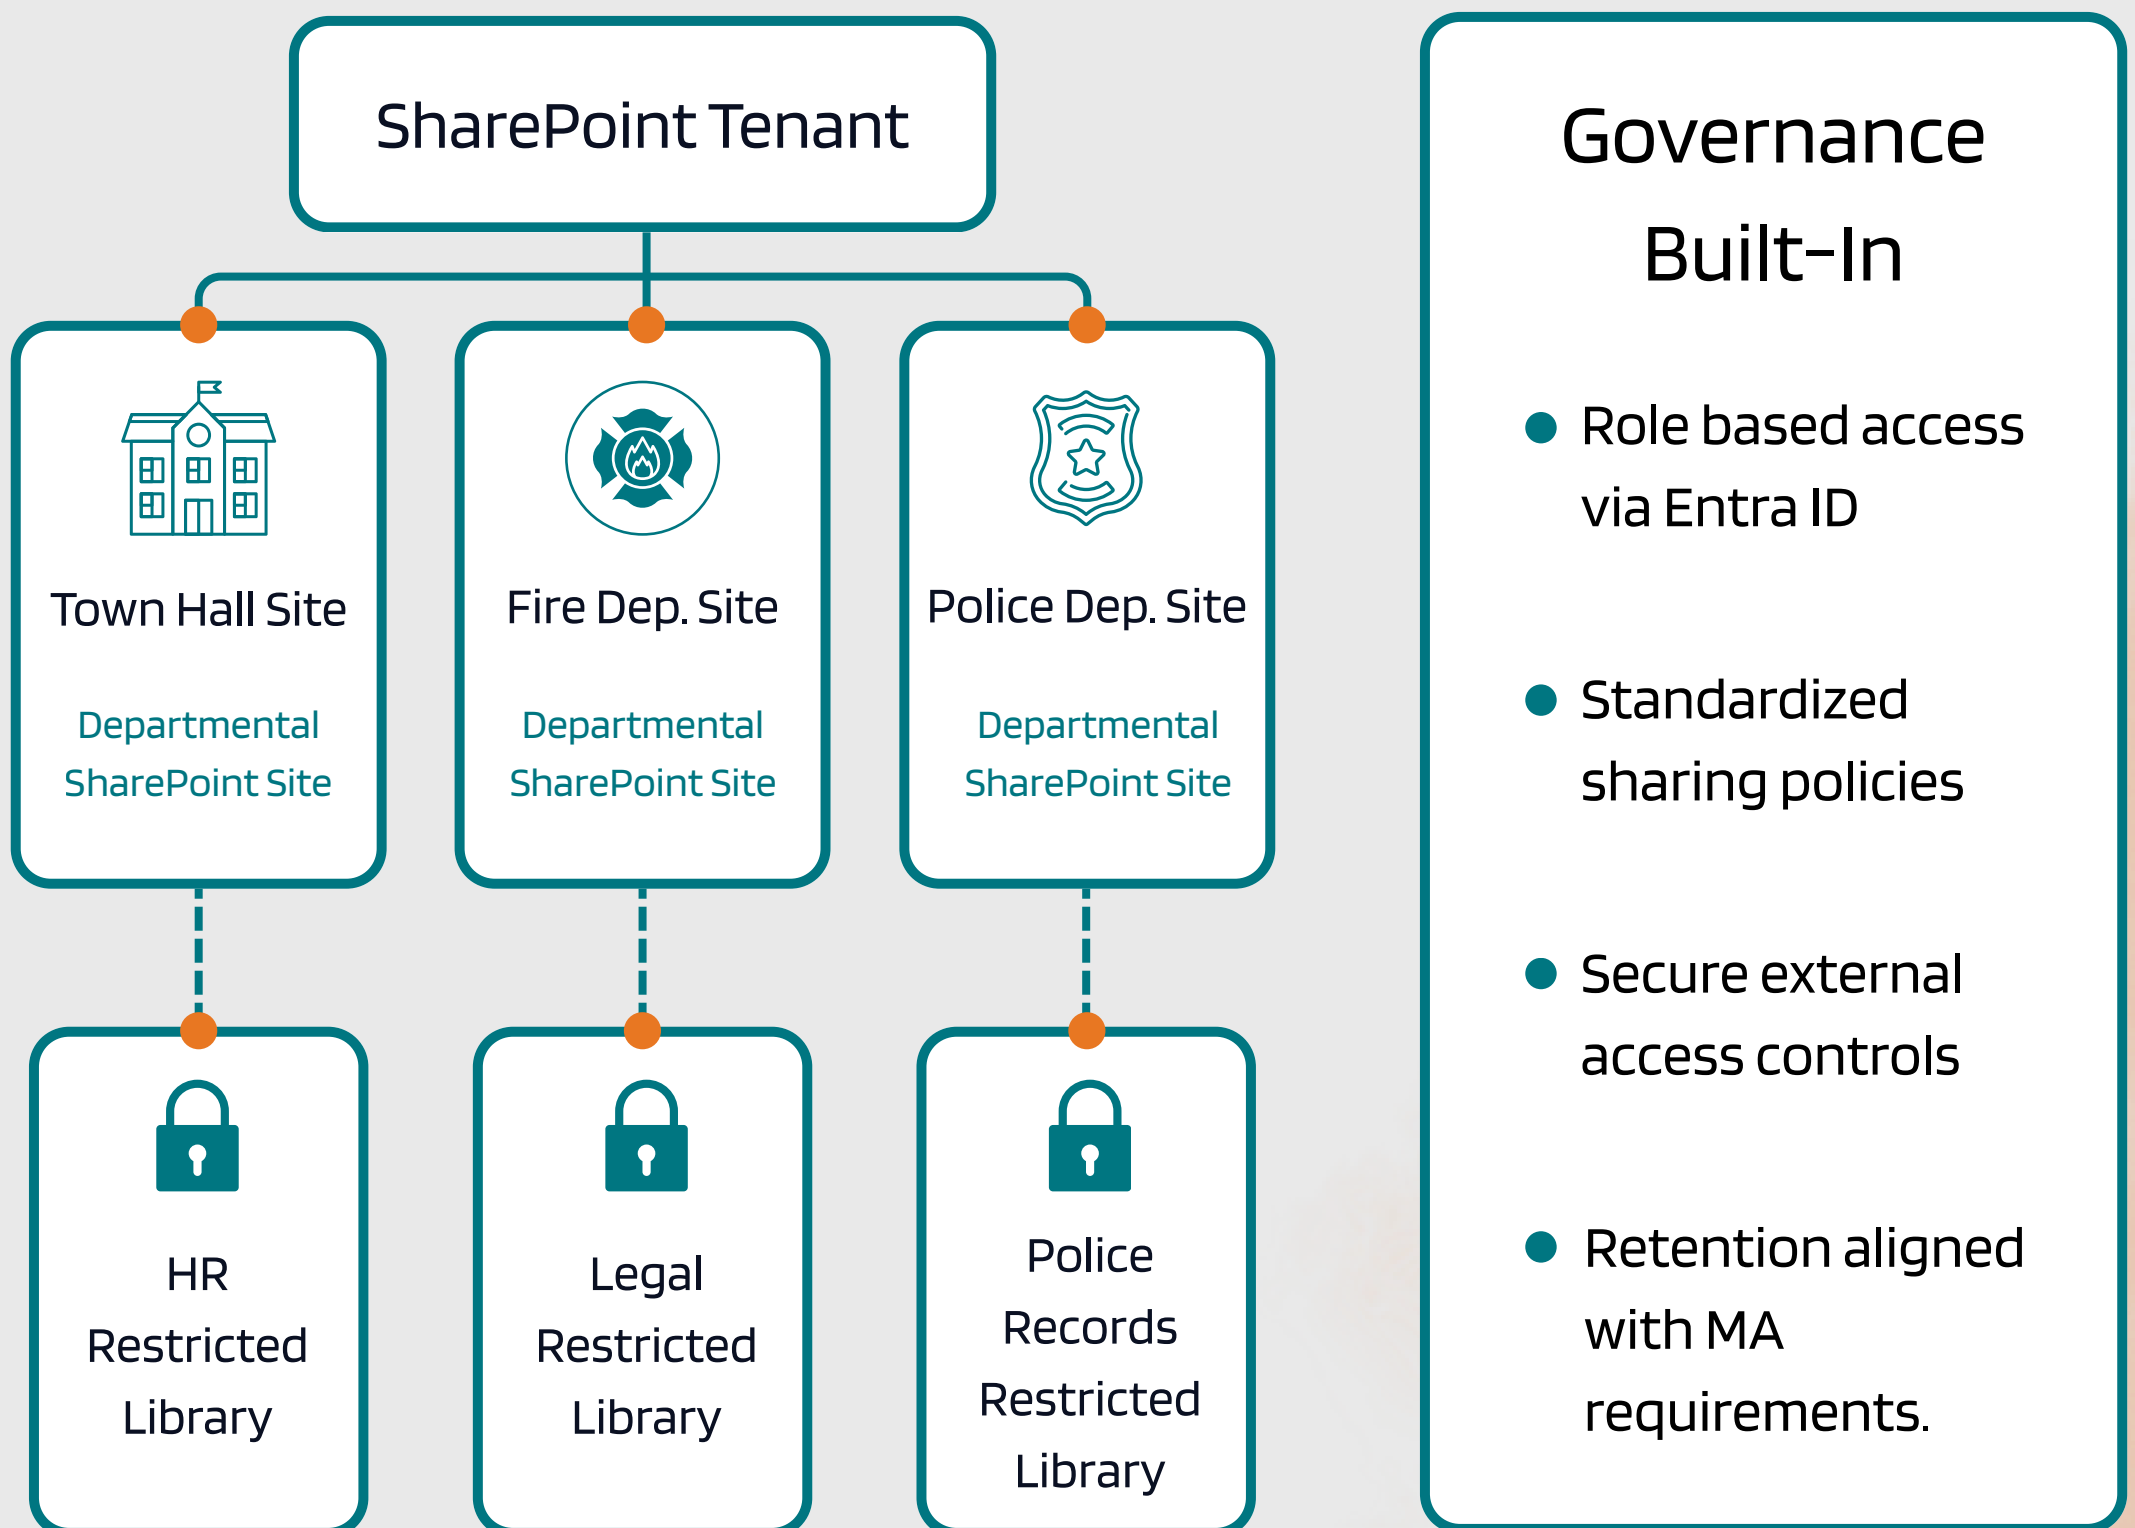 SharePoint Tenant
Town Hall Site
Departmental
SharePoint Site
Fire Dep. Site
Departmental
SharePoint Site
Police Dep. Site
Departmental
SharePoint Site
HR
Restricted
Library
Legal
Restricted
Library
Police
Records
Restricted
Library
Governance
Built-In
Role based access
via Entra ID
Standardized
sharing policies
Secure external
access controls
Retention aligned
with MA
requirements.